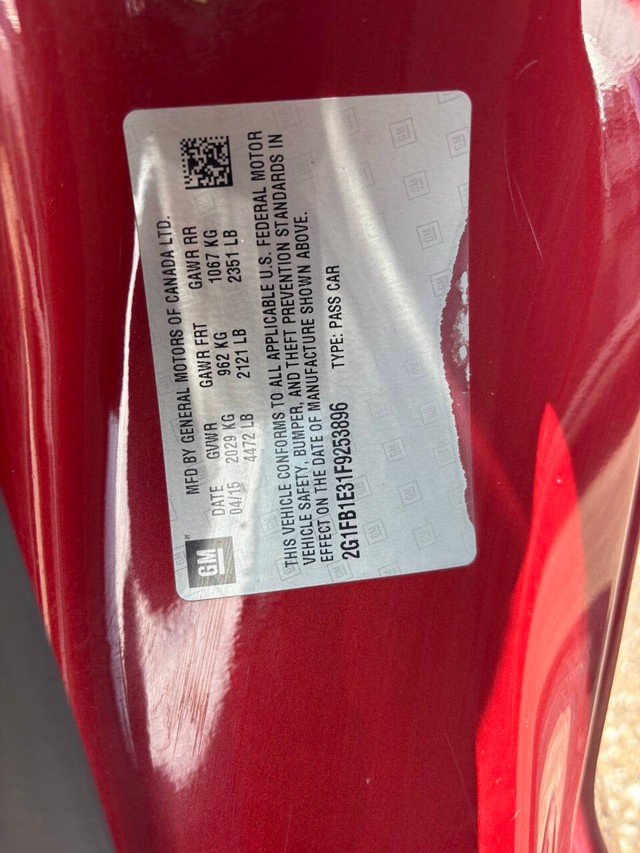 MFD BY GENERAL MOTORS OF CANADA LTD.
DATE GVWR GAWR FRT GAWR RR
04/15 2029 KG 962 KG 1067 KG
4472 LB 2121 LB 2351 LB
GM®
THIS VEHICLE CONFORMS TO ALL APPLICABLE U.S. FEDERAL MOTOR
VEHICLE SAFETY, BUMPER, AND THEFT PREVENTION STANDARDS IN
EFFECT ON THE DATE OF MANUFACTURE SHOWN ABOVE.
2G1FB1E31F9253896 TYPE: PASS CAR